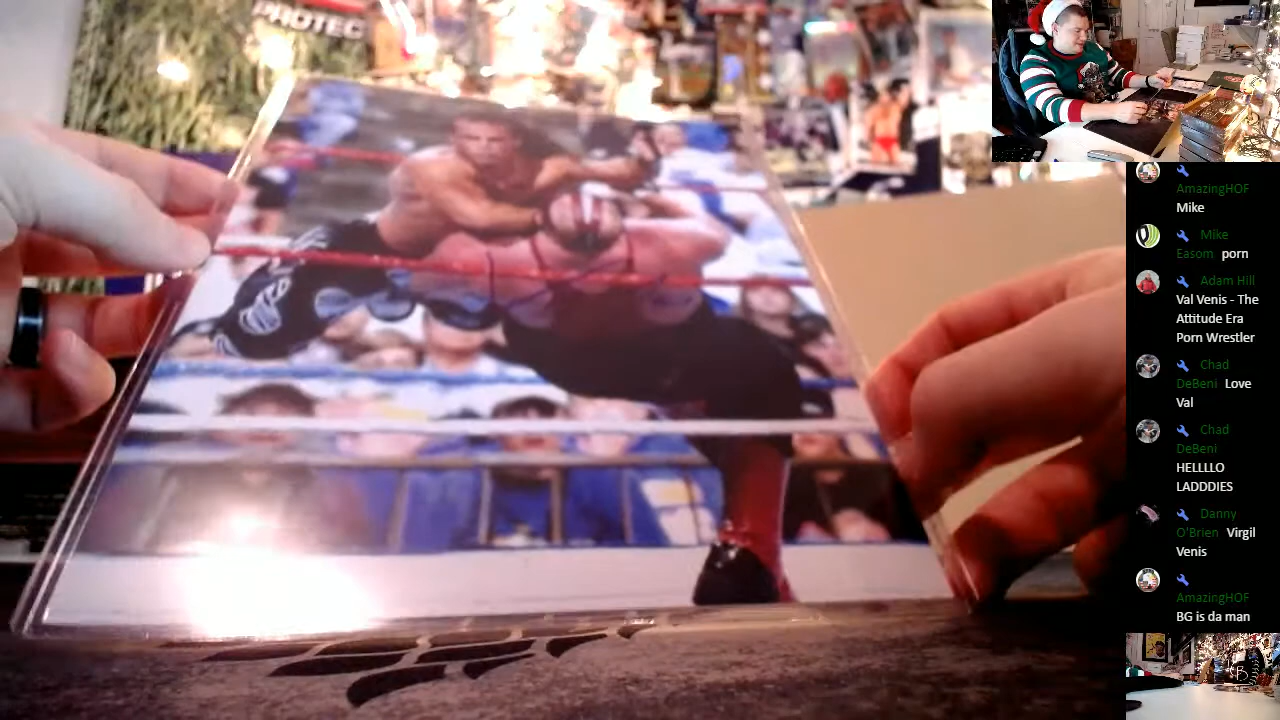 PROTEC
AmazingHOF
Mike
Mike
Easom porn
Adam Hill
Val Venis - The
Attitude Era
Porn Wrestler
Chad
DeBeni Love
Val
Chad
DeBeni
HELLLLO
LADDDIES
Danny
O'Brien Virgil
Venis
AmazingHOF
BG is da man